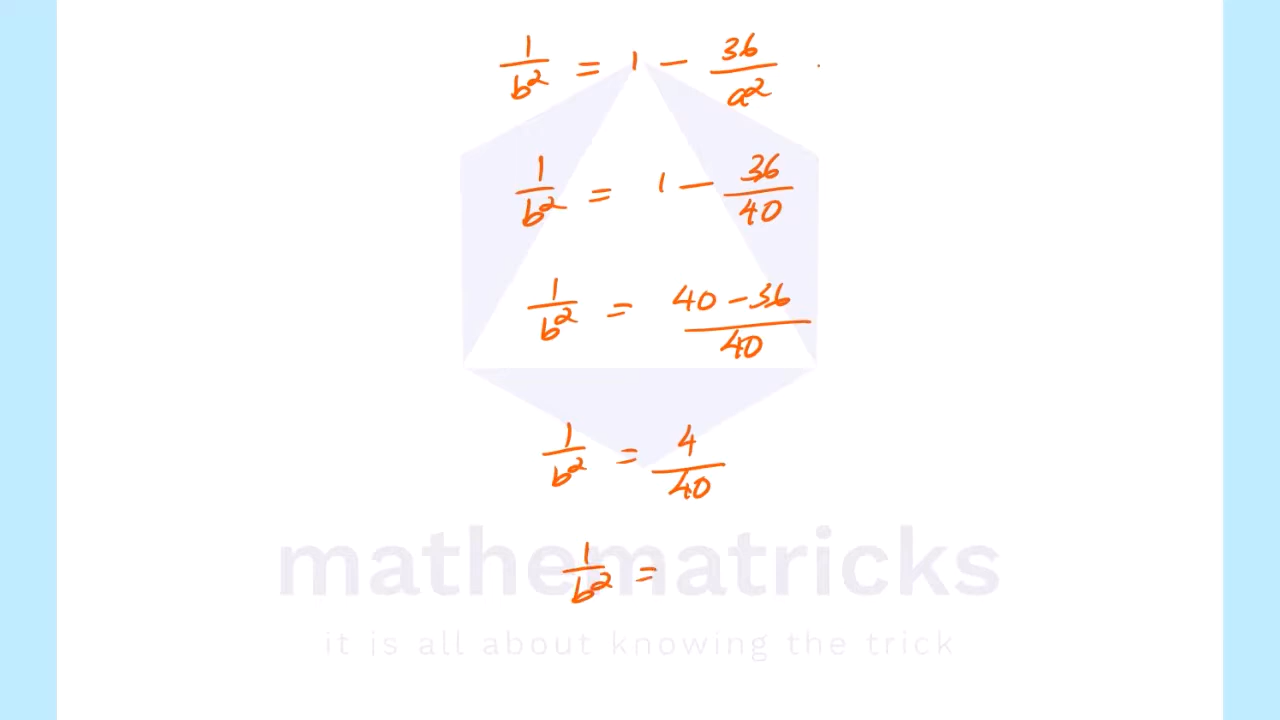 1/b² = 1 − 36/a²
1/b² = 1 − 36/40
1/b² = 40 − 36/40
1/b² = 4/40
1/b² =
mathematricks
it is all about knowing the trick